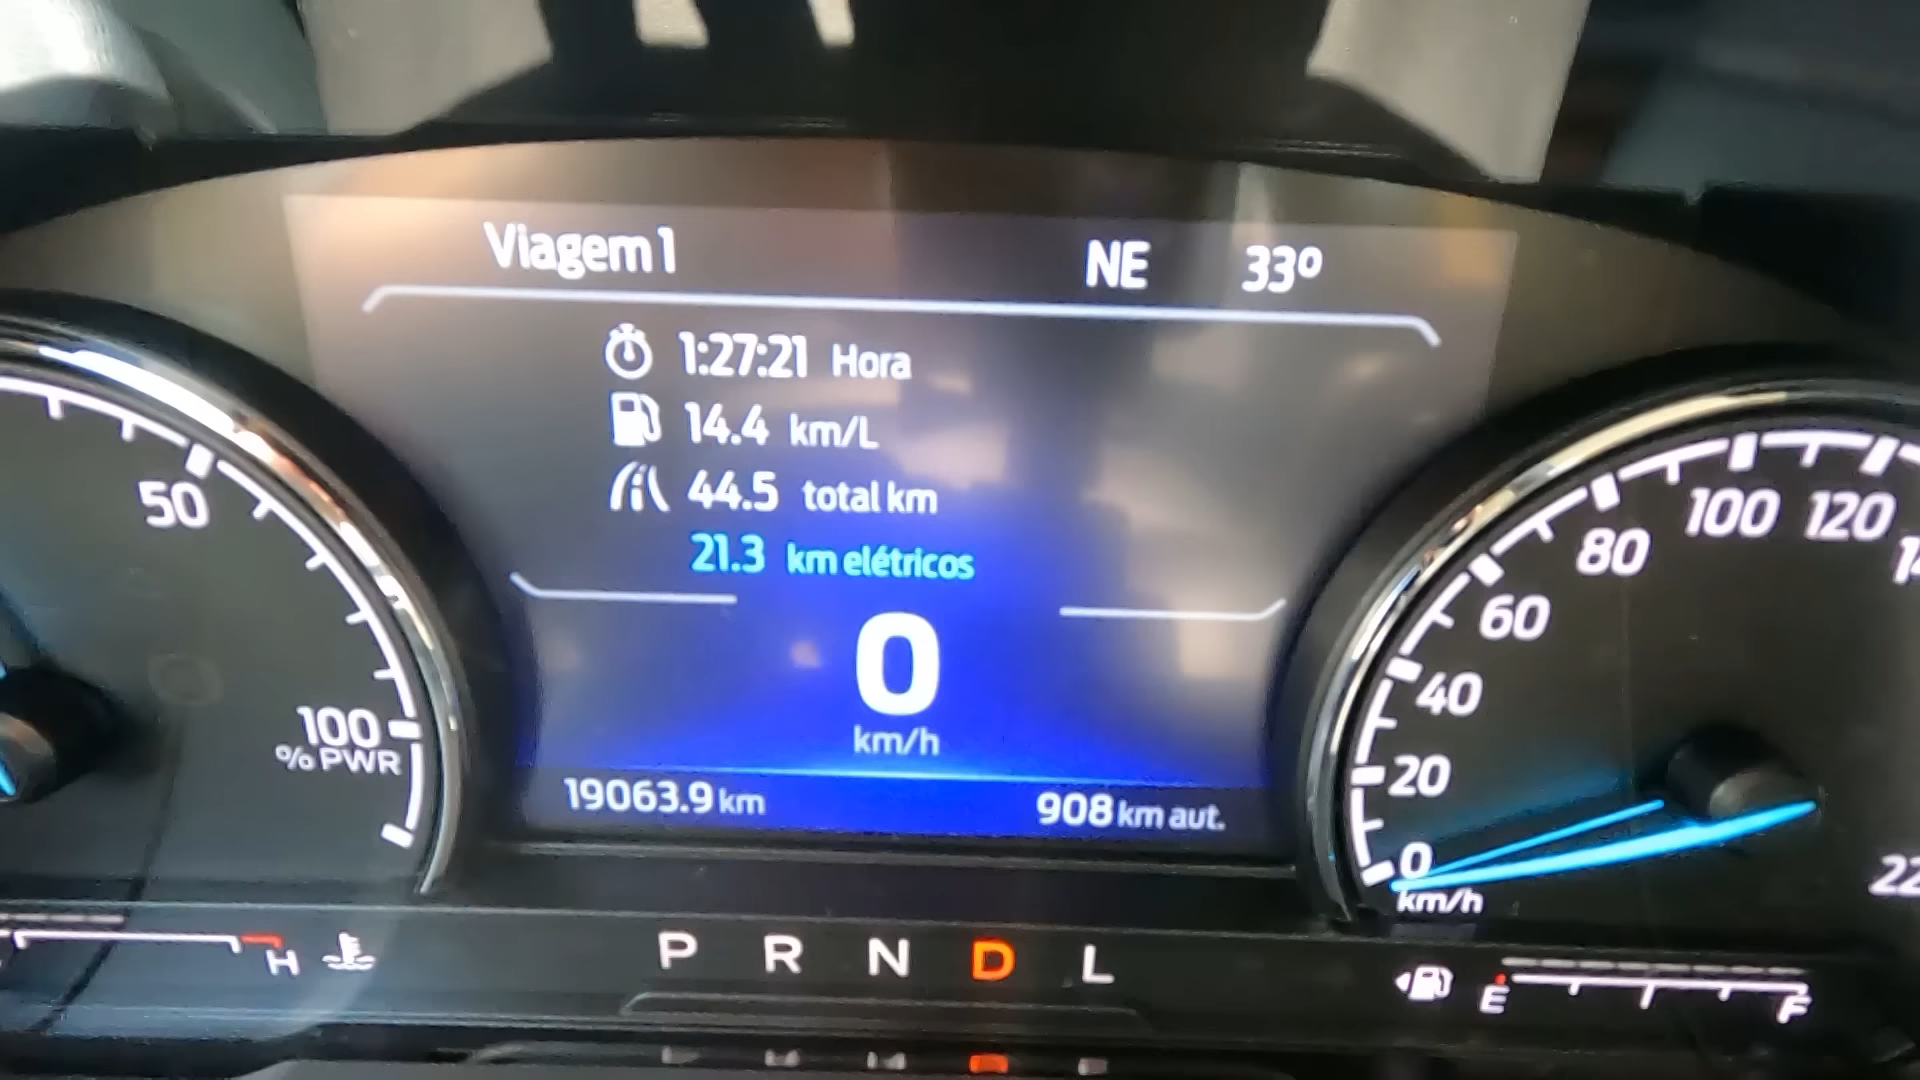 Viagem 1 NE 33º
1:27:21 Hora
14.4 km/L
44.5 total km
21.3 km elétricos
0
km/h
19063.9 km 908 km aut.
50
100
% PWR
0
20
40
60
80
100
120
km/h
H
P R N D L
E F